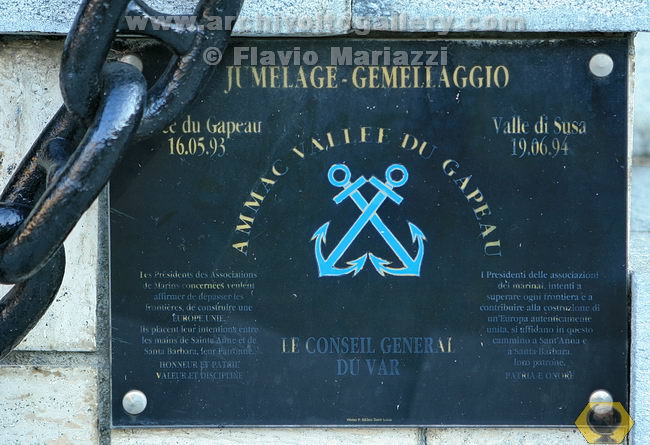 www.archivoltogallery.com
© Flavio Mariazzi
JUMELAGE-GEMELLAGGIO
du Gapeau
16.05.93
Valle di Susa
19.06.94
AMMAC VALLEE DU GAPEAU
Les Présidents des Associations
de Marins concernées veulent
affirmer de dépasser les
frontières, de construire une
EUROPE UNIE.
Ils placent leur intention entre
les mains de Sainte Anne et de
Santa Barbara, leur Patronne.
HONNEUR ET PATRIE
VALEUR ET DISCIPLINE
I Presidenti delle associazioni
dei marinai, intenti a
superare ogni frontiera e a
contribuire alla costruzione di
un'Europa autenticamente
unita, si affidano in questo
cammino a Sant'Anna e
a Santa Barbara,
loro patrone.
PATRIA E ONORE
LE CONSEIL GENERAL
DU VAR